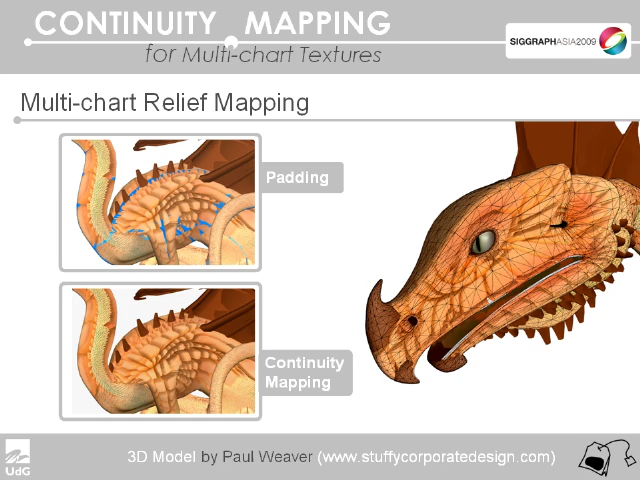 CONTINUITY MAPPING
for Multi-chart Textures
SIGGRAPHASIA2009
Multi-chart Relief Mapping
Padding
Continuity
Mapping
UdG
3D Model by Paul Weaver (www.stuffycorporatedesign.com)